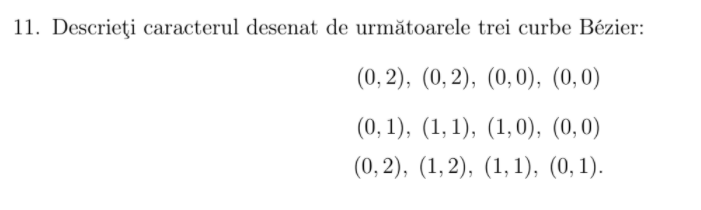 11. Descrieţi caracterul desenat de următoarele trei curbe Bézier:
(0, 2), (0, 2), (0, 0), (0, 0)
(0, 1), (1, 1), (1, 0), (0, 0)
(0, 2), (1, 2), (1, 1), (0, 1).